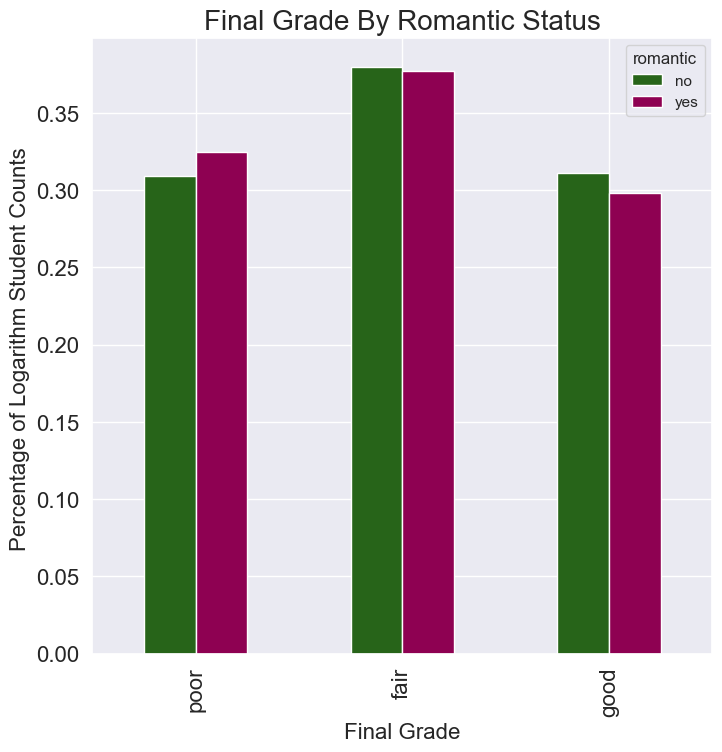 Final Grade By Romantic Status
romantic
no
yes
Percentage of Logarithm Student Counts
0.35
0.30
0.25
0.20
0.15
0.10
0.05
0.00
poor
fair
good
Final Grade